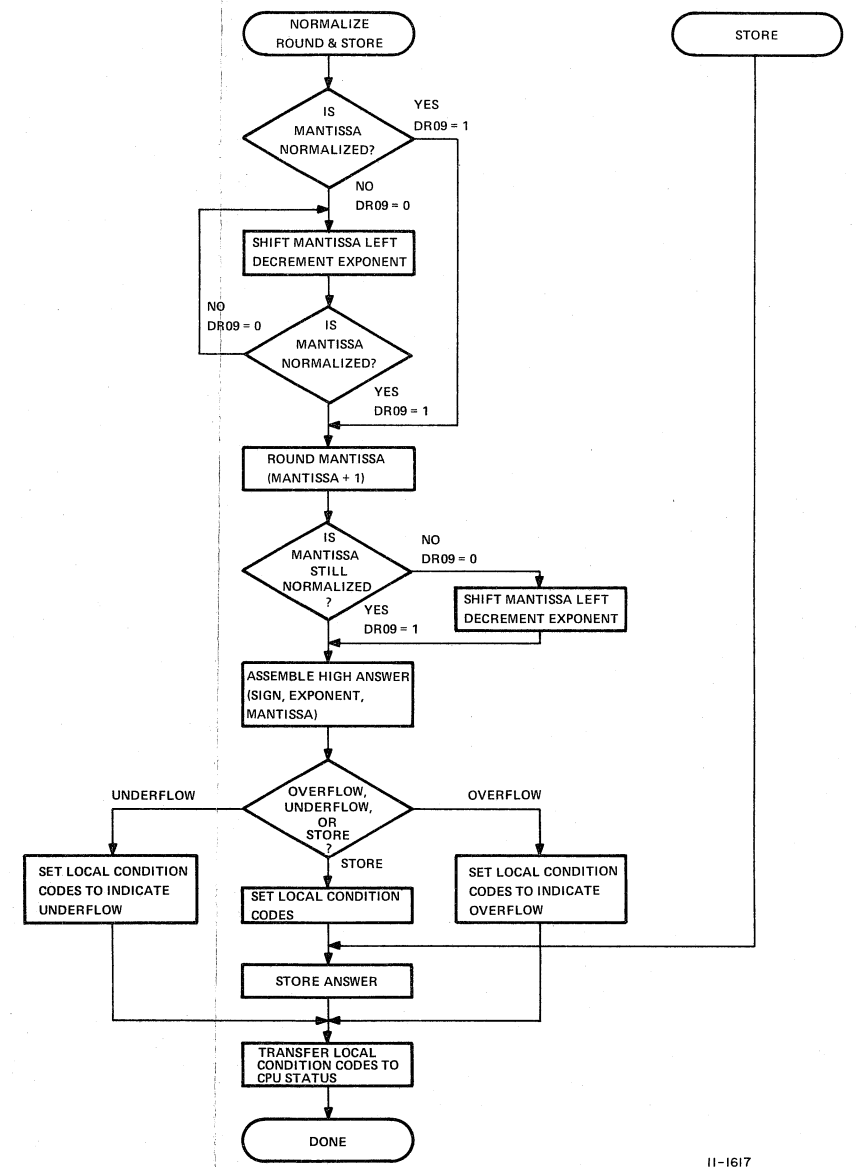 NORMALIZE
ROUND & STORE
STORE
IS
MANTISSA
NORMALIZED?
YES
DR09 = 1
NO
DR09 = 0
SHIFT MANTISSA LEFT
DECREMENT EXPONENT
NO
DR09 = 0
IS
MANTISSA
NORMALIZED?
YES
DR09 = 1
ROUND MANTISSA
(MANTISSA + 1)
IS
MANTISSA
STILL
NORMALIZED
?
NO
DR09 = 0
SHIFT MANTISSA LEFT
DECREMENT EXPONENT
YES
DR09 = 1
ASSEMBLE HIGH ANSWER
(SIGN, EXPONENT,
MANTISSA)
UNDERFLOW
OVERFLOW,
UNDERFLOW,
OR
STORE
?
OVERFLOW
STORE
SET LOCAL CONDITION
CODES TO INDICATE
UNDERFLOW
SET LOCAL CONDITION
CODES
SET LOCAL CONDITION
CODES TO INDICATE
OVERFLOW
STORE ANSWER
TRANSFER LOCAL
CONDITION CODES TO
CPU STATUS
DONE
11-1617